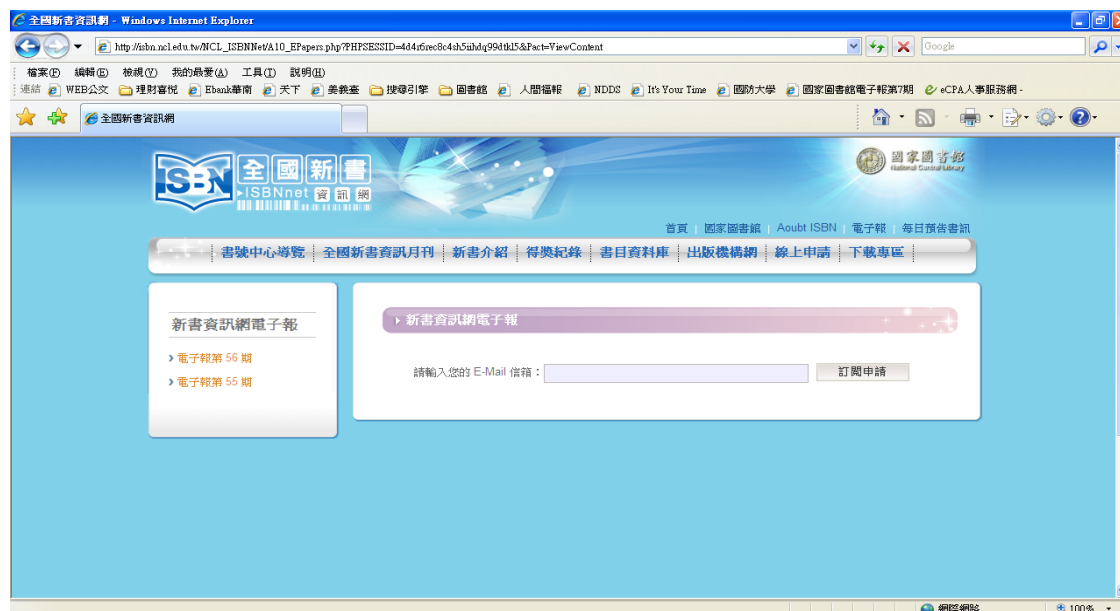 全國新書資訊網 - Windows Internet Explorer
http://isbn.ncl.edu.tw/NCL_ISBNNet/A10_EPapers.php?PHPSESSID=4d4r6rec8c4sh5iihdq99dtkl5&Pact=ViewContent
Google
檔案(F) 編輯(E) 檢視(V) 我的最愛(A) 工具(T) 說明(H)
連結 WEB公文 理財喜悅 Ebank華南 天下 美義臺 搜尋引擎 圖書館 人間福報 NDDS It's Your Time 國防大學 國家圖書館電子報第7期 eCPA人事服務網 -
全國新書資訊網
ISBN 全國新書
ISBNnet 資訊網
國家圖書館
National Central Library
首頁 | 國家圖書館 | Aoubt ISBN | 電子報 | 每日預告書訊
書號中心導覽 全國新書資訊月刊 新書介紹 得獎紀錄 書目資料庫 出版機構網 線上申請 下載專區
新書資訊網電子報
電子報第 56 期
電子報第 55 期
新書資訊網電子報
請輸入您的 E-Mail 信箱：
訂閱申請
網際網路
100%